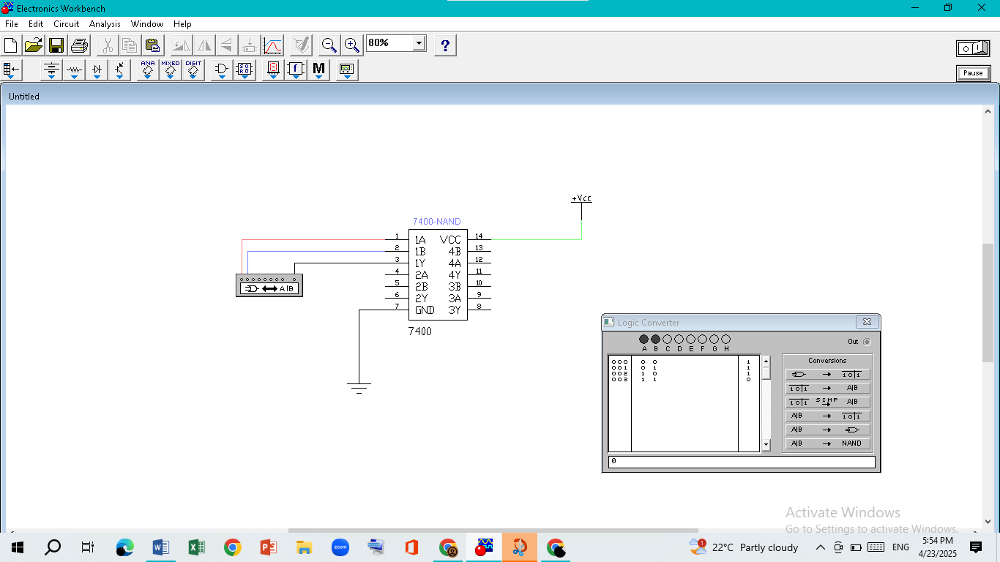 Electronics Workbench
File Edit Circuit Analysis Window Help
80% ?
0 1
ANA MIXED DIGIT f M
Pause
Untitled
+Vcc
7400-NAND
1 1A VCC 14
2 1B 4B 13
3 1Y 4A 12
4 2A 4Y 11
5 2B 3B 10
6 2Y 3A 9
7 GND 3Y 8
7400
A|B
Logic Converter
A B C D E F G H
Out
Conversions
000 0 0 1
001 0 1 1
002 1 0 1
003 1 1 0
→ 1 0|1
1 0|1 → A|B
1 0|1 SIMP → A|B
A|B → 1 0|1
A|B →
A|B → NAND
0
Activate Windows
Go to Settings to activate Windows.
zoom
1
22°C Partly cloudy
ENG
5:54 PM
4/23/2025